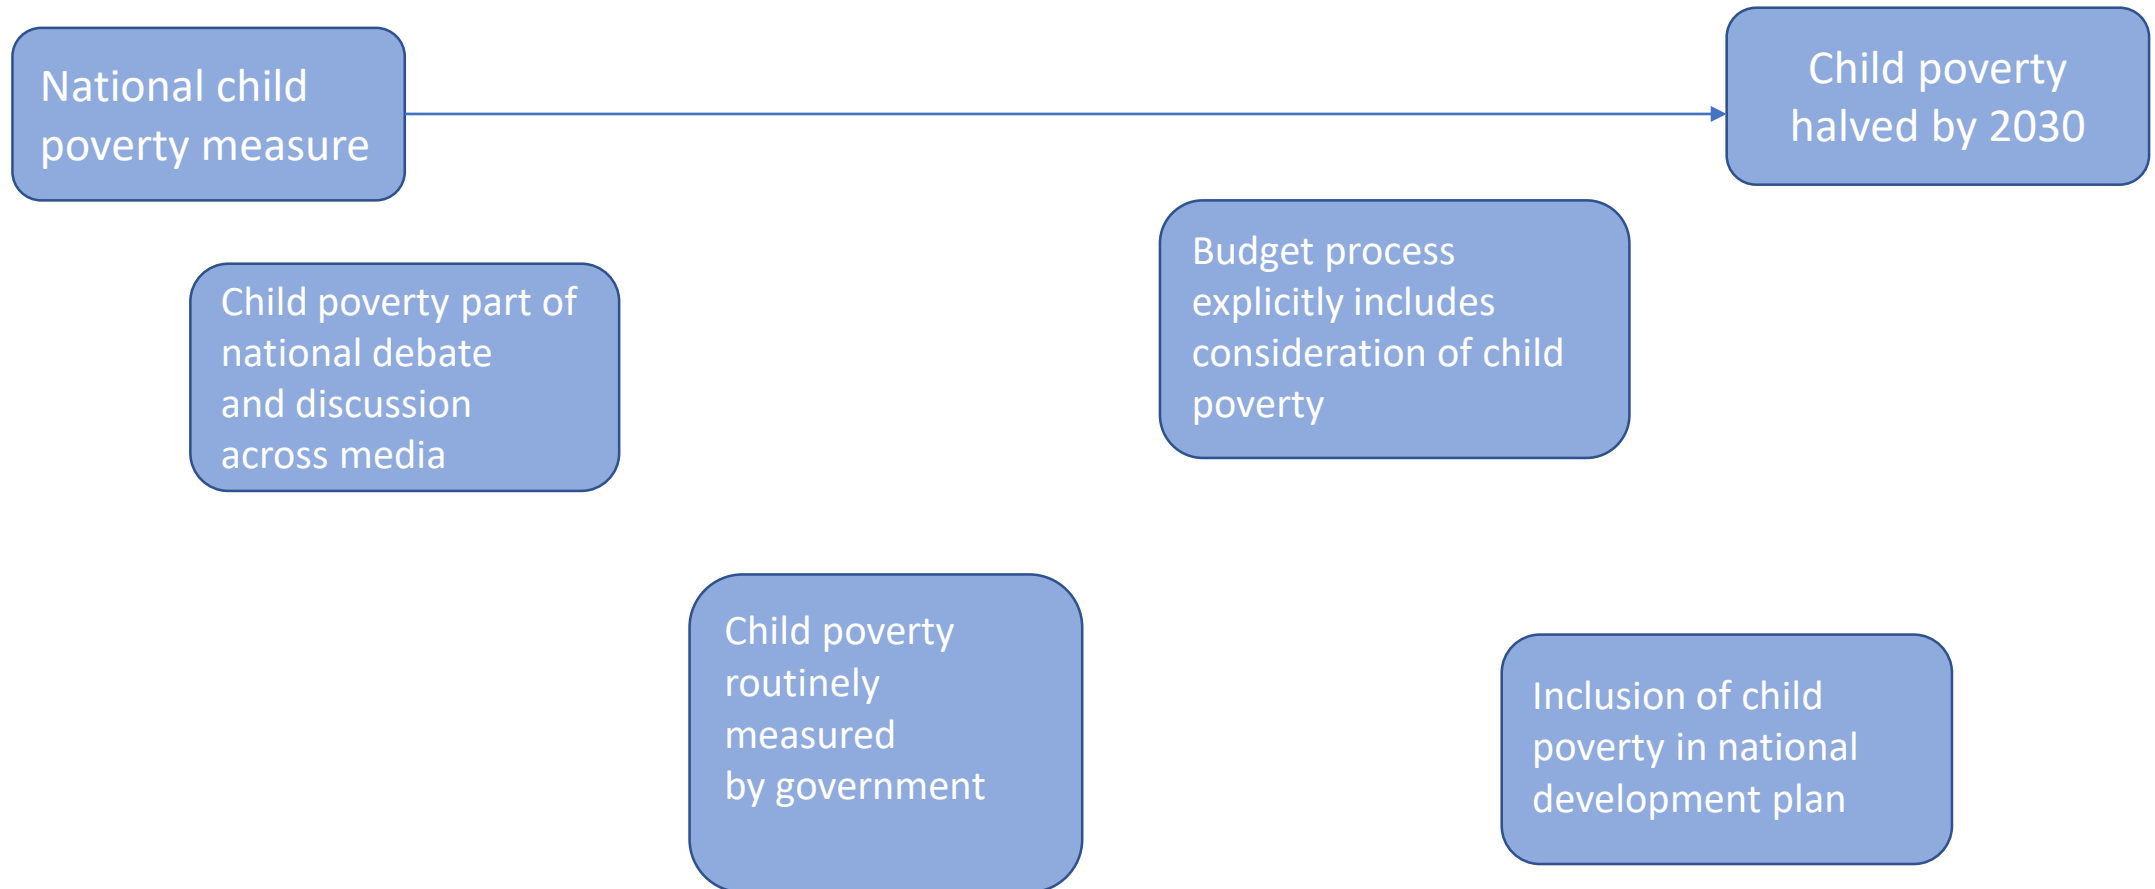 National child
poverty measure
Child poverty
halved by 2030
Child poverty part of
national debate
and discussion
across media
Budget process
explicitly includes
consideration of child
poverty
Child poverty
routinely
measured
by government
Inclusion of child
poverty in national
development plan